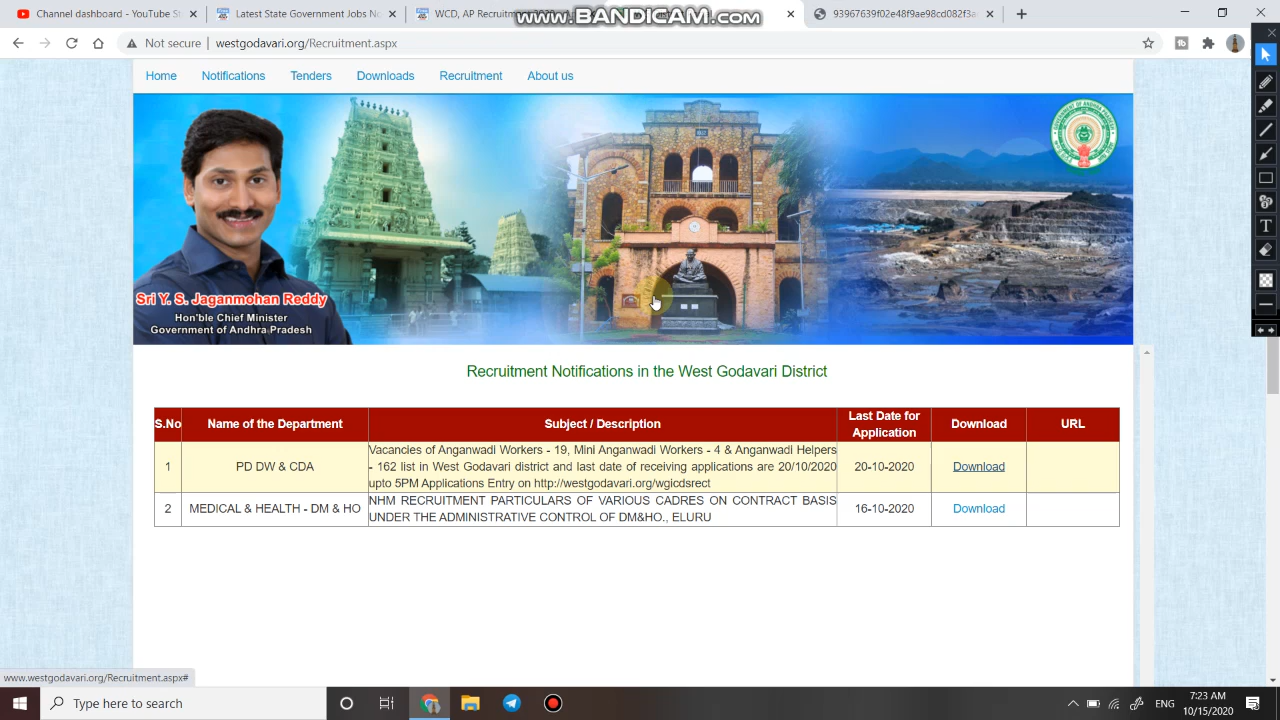 Channel dashboard - YouTube St
Latest State Government Jobs No
WCD, AP Recruitment 2020
www.BANDICAM.com
93967639f02e48f9ae98cd082f3a
Not secure | westgodavari.org/Recruitment.aspx
Home Notifications Tenders Downloads Recruitment About us
Sri Y. S. Jaganmohan Reddy
Hon'ble Chief Minister
Government of Andhra Pradesh
Recruitment Notifications in the West Godavari District
S.No Name of the Department Subject / Description Last Date for Application Download URL
1 PD DW & CDA Vacancies of Anganwadi Workers - 19, Mini Anganwadi Workers - 4 & Anganwadi Helpers
- 162 list in West Godavari district and last date of receiving applications are 20/10/2020
upto 5PM Applications Entry on http://westgodavari.org/wgicdsrect
20-10-2020 Download
2 MEDICAL & HEALTH - DM & HO NHM RECRUITMENT PARTICULARS OF VARIOUS CADRES ON CONTRACT BASIS
UNDER THE ADMINISTRATIVE CONTROL OF DM&HO., ELURU
16-10-2020 Download
www.westgodavari.org/Recruitment.aspx#
Type here to search
ENG
7:23 AM
10/15/2020